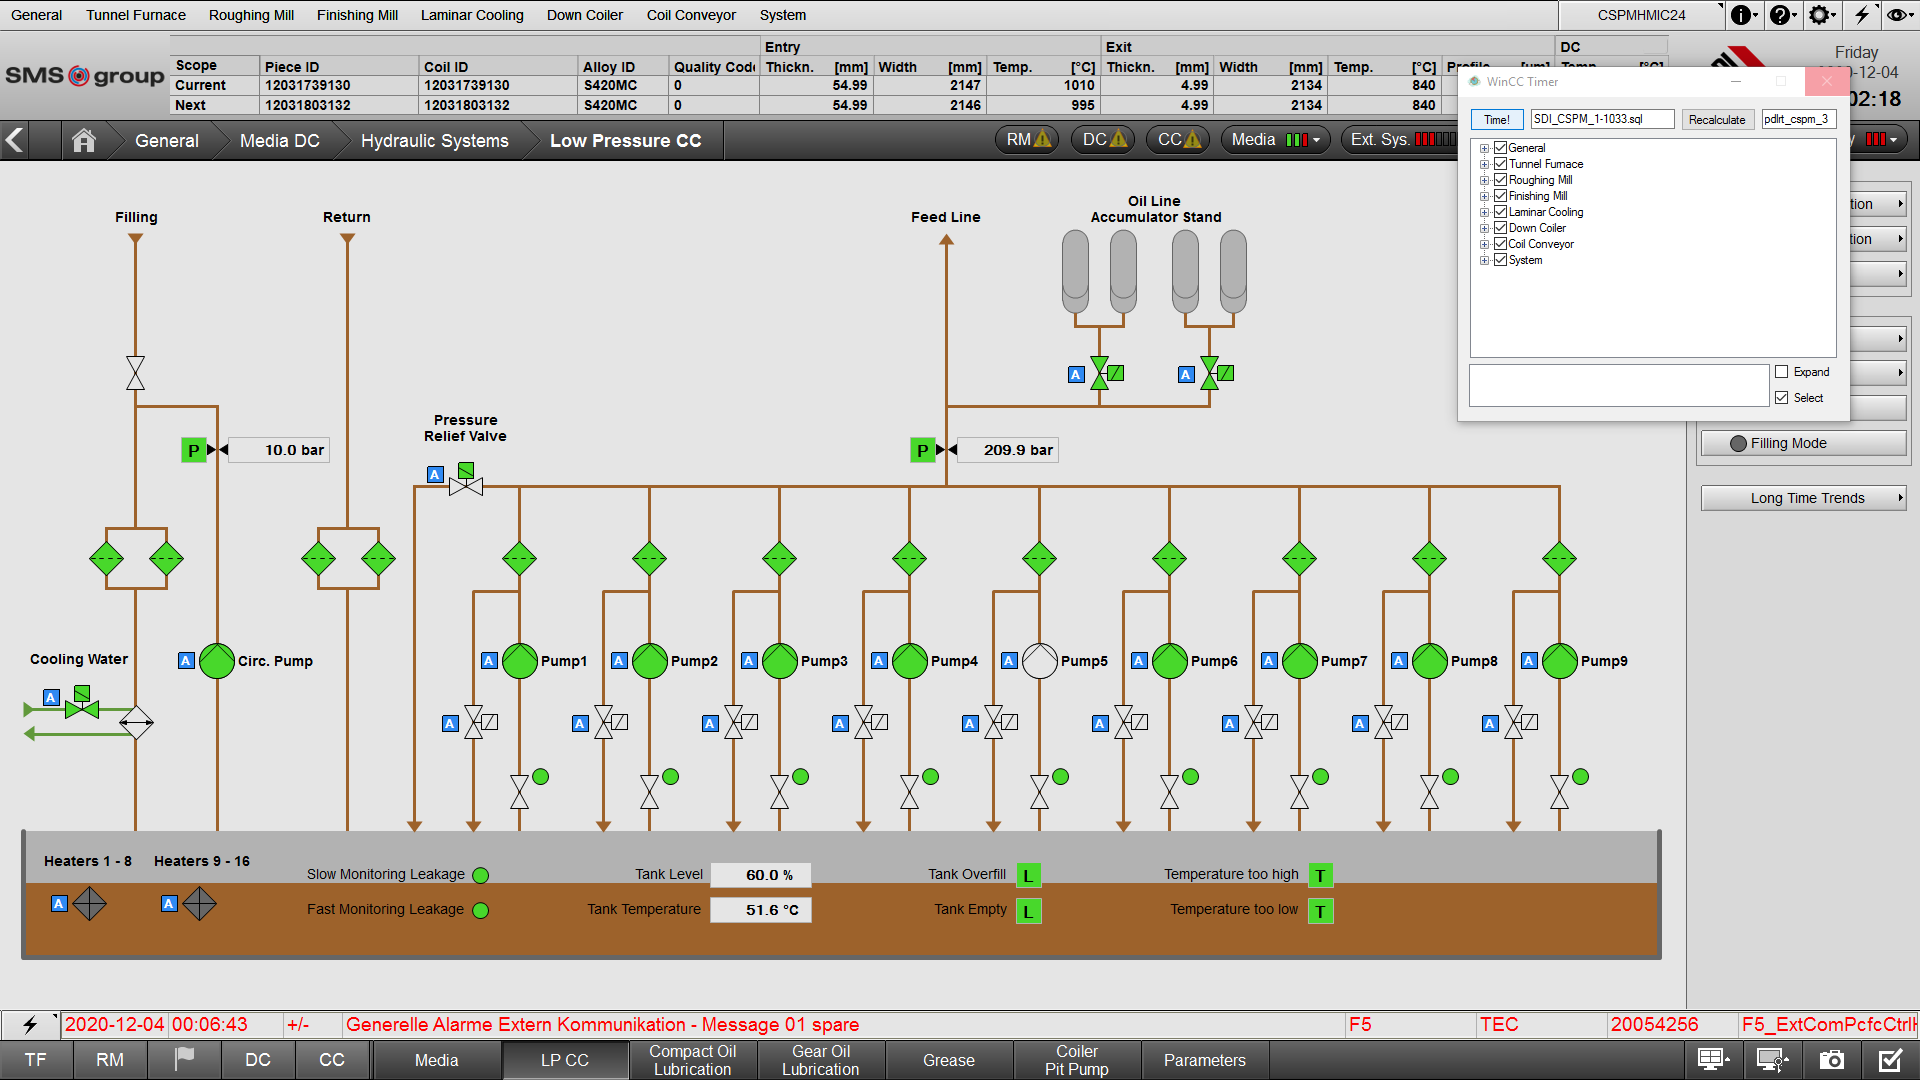 General Tunnel Furnace Roughing Mill Finishing Mill Laminar Cooling Down Coiler Coil Conveyor System CSPMHMIC24
SMS group
Entry Exit DC
Scope Piece ID Coil ID Alloy ID Quality Code Thickn. [mm] Width [mm] Temp. [°C] Thickn. [mm] Width [mm] Temp. [°C]
Current 12031739130 12031739130 S420MC 0 54.99 2147 1010 4.99 2134 840
Next 12031803132 12031803132 S420MC 0 54.99 2146 995 4.99 2134 840
Friday
-12-04
02:18
WinCC Timer
Time! SDI_CSPM_1-1033.sql Recalculate pdlrt_cspm_3
General
Tunnel Furnace
Roughing Mill
Finishing Mill
Laminar Cooling
Down Coiler
Coil Conveyor
System
Expand
Select
General Media DC Hydraulic Systems Low Pressure CC RM DC CC Media Ext. Sys.
tion
tion
Filling Mode
Long Time Trends
Filling Return Feed Line
Oil Line
Accumulator Stand
A A
Pressure
Relief Valve
P 10.0 bar P 209.9 bar
A
Cooling Water
A
A Circ. Pump A Pump1 A Pump2 A Pump3 A Pump4 A Pump5 A Pump6 A Pump7 A Pump8 A Pump9
A A A A A A A A A
Heaters 1 - 8 Heaters 9 - 16
A A
Slow Monitoring Leakage Tank Level 60.0 % Tank Overfill L Temperature too high T
Fast Monitoring Leakage Tank Temperature 51.6 °C Tank Empty L Temperature too low T
2020-12-04 00:06:43 +/- Generelle Alarme Extern Kommunikation - Message 01 spare F5 TEC 20054256 F5_ExtComPcfcCtrl
TF RM DC CC Media LP CC Compact Oil Lubrication Gear Oil Lubrication Grease Coiler Pit Pump Parameters